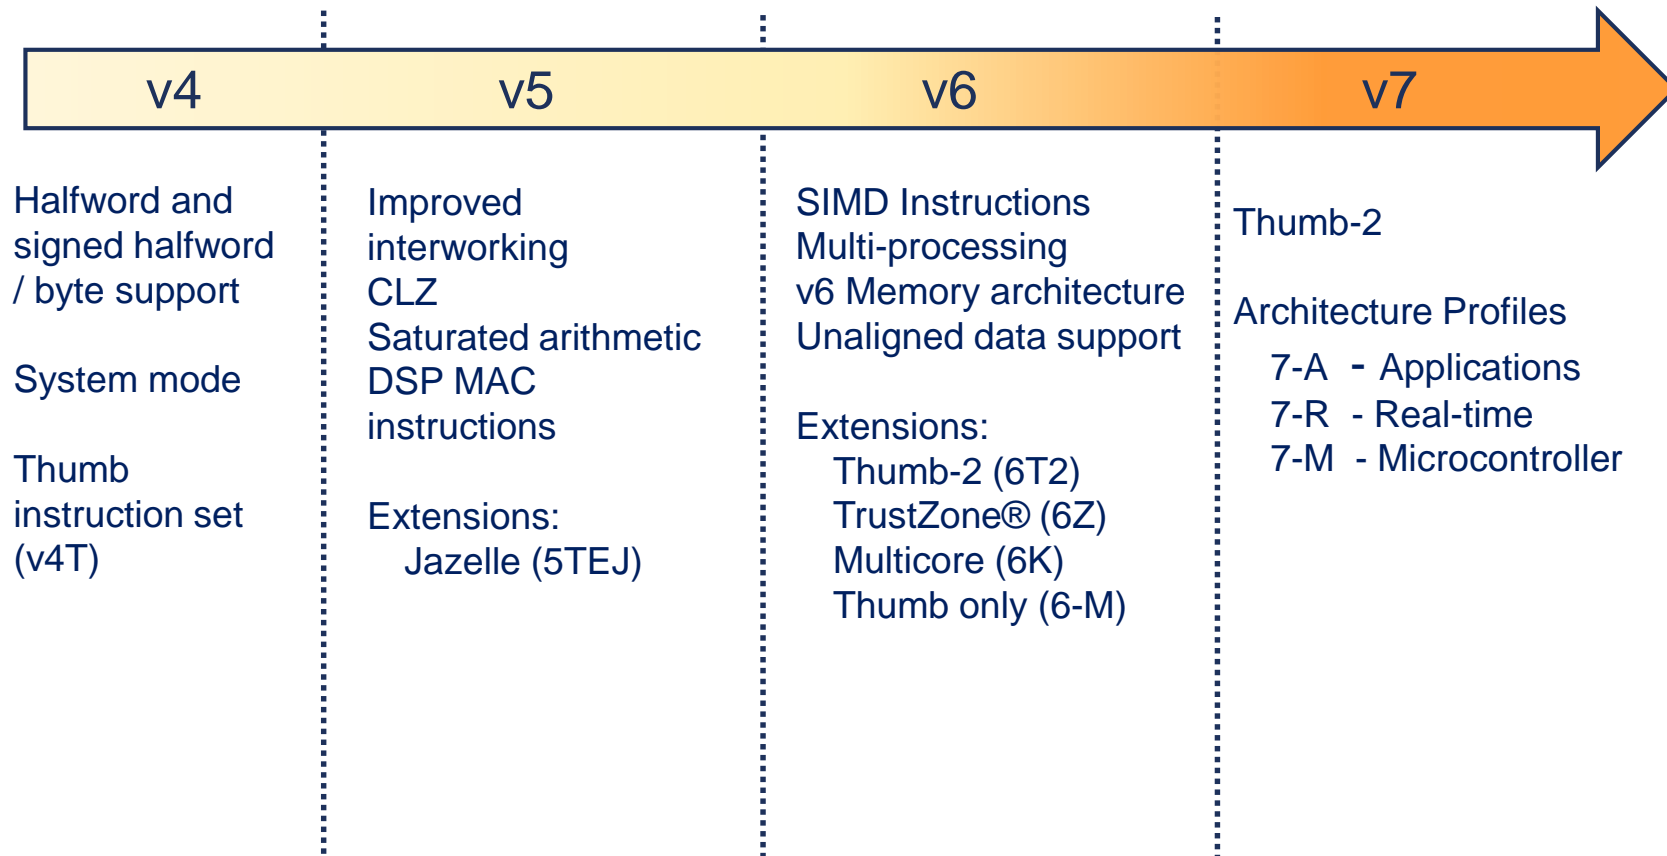 v4
v5
v6
v7
Halfword and
signed halfword
/ byte support
System mode
Thumb
instruction set
(v4T)
Improved
interworking
CLZ
Saturated arithmetic
DSP MAC
instructions
Extensions:
Jazelle (5TEJ)
SIMD Instructions
Multi-processing
v6 Memory architecture
Unaligned data support
Extensions:
Thumb-2 (6T2)
TrustZone® (6Z)
Multicore (6K)
Thumb only (6-M)
Thumb-2
Architecture Profiles
7-A - Applications
7-R - Real-time
7-M - Microcontroller